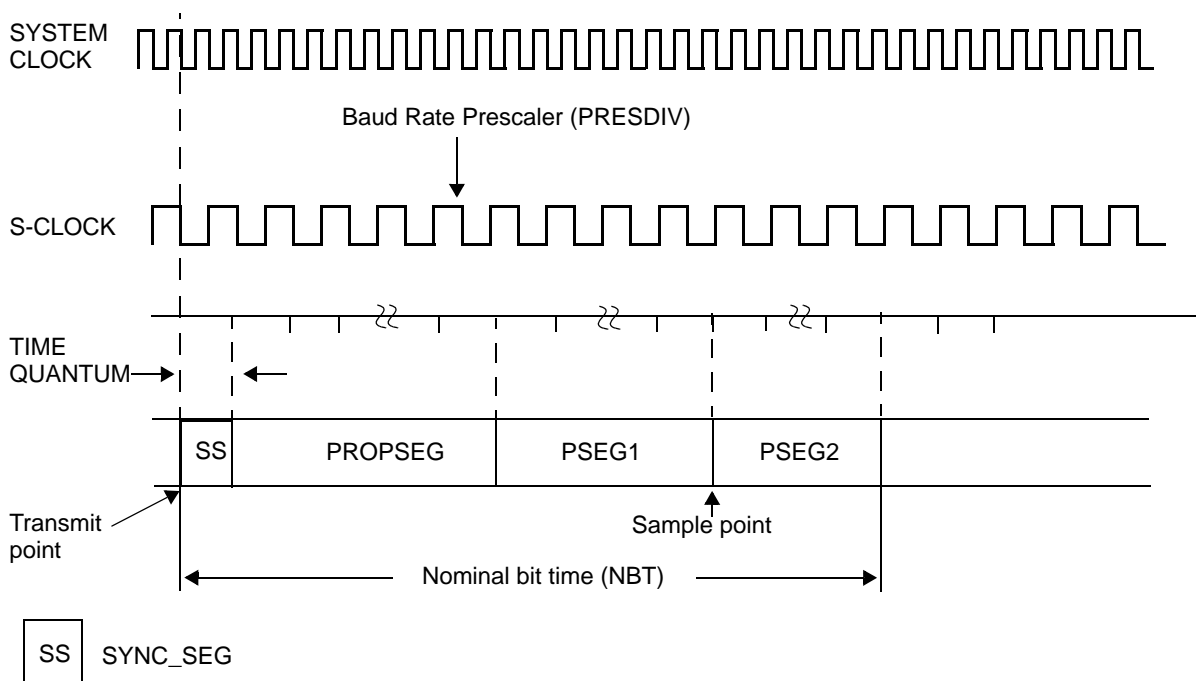 SYSTEM
CLOCK
Baud Rate Prescaler (PRESDIV)
S-CLOCK
TIME
QUANTUM
SS
PROPSEG
PSEG1
PSEG2
Transmit
point
Sample point
Nominal bit time (NBT)
SS
SYNC_SEG